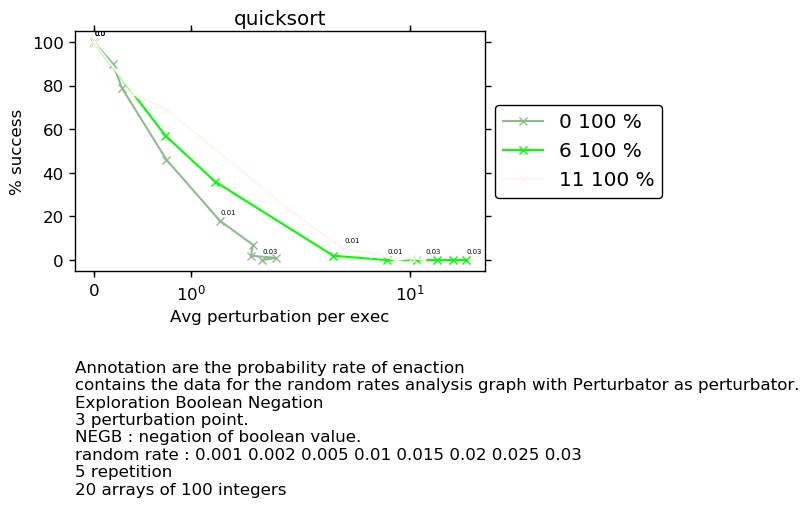 quicksort
0.0
100
80
60
40
20
0
% success
0.01
0.03
0.01
0.01
0.03
0.03
0 10⁰ 10¹
Avg perturbation per exec
0 100 %
6 100 %
11 100 %
Annotation are the probability rate of enaction
contains the data for the random rates analysis graph with Perturbator as perturbator.
Exploration Boolean Negation
3 perturbation point.
NEGB : negation of boolean value.
random rate : 0.001 0.002 0.005 0.01 0.015 0.02 0.025 0.03
5 repetition
20 arrays of 100 integers